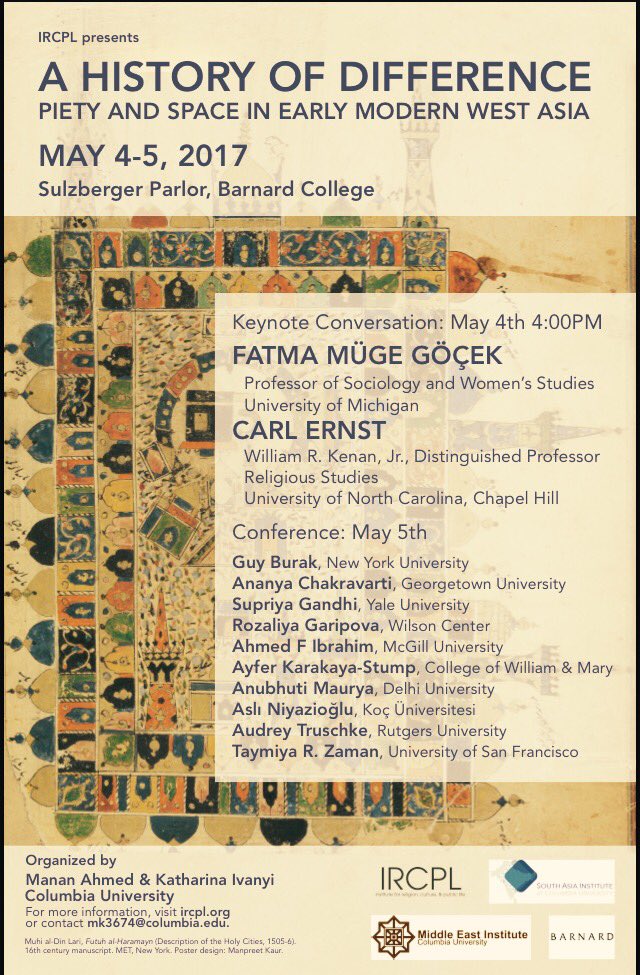 IRCPL presents
A HISTORY OF DIFFERENCE
PIETY AND SPACE IN EARLY MODERN WEST ASIA
MAY 4-5, 2017
Sulzberger Parlor, Barnard College
Keynote Conversation: May 4th 4:00PM
FATMA MÜGE GÖÇEK
Professor of Sociology and Women's Studies
University of Michigan
CARL ERNST
William R. Kenan, Jr., Distinguished Professor
Religious Studies
University of North Carolina, Chapel Hill
Conference: May 5th
Guy Burak, New York University
Ananya Chakravarti, Georgetown University
Supriya Gandhi, Yale University
Rozaliya Garipova, Wilson Center
Ahmed F Ibrahim, McGill University
Ayfer Karakaya-Stump, College of William & Mary
Anubhuti Maurya, Delhi University
Aslı Niyazioğlu, Koç Üniversitesi
Audrey Truschke, Rutgers University
Taymiya R. Zaman, University of San Francisco
Organized by
Manan Ahmed & Katharina Ivanyi
Columbia University
For more information, visit ircpl.org
or contact mk3674@columbia.edu.
Muhi al-Din Lari, Futuh al-Haramayn (Description of the Holy Cities, 1505-6).
16th century manuscript. MET, New York. Poster design: Manpreet Kaur.
IRCPL
SOUTH ASIA INSTITUTE
Middle East Institute
Columbia University
BARNARD